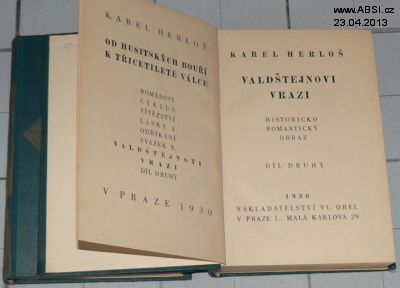 www.ABSI.cz
23.04.2013
KAREL HERLOŠ
OD HUSITSKÝCH BOUŘÍ
K TŘICETILETÉ VÁLCE
ROMÁNOVÝ
CYKLUS
VÍTĚZSTVÍ
LÁSKY A
ODŘÍKÁNÍ
SVAZEK X.
VALDŠTEJNOVI
VRAZI
DÍL DRUHÝ
V PRAZE 1930
KAREL HERLOŠ
VALDŠTEJNOVI
VRAZI
HISTORICKO
ROMANTICKÝ
OBRAZ
DÍL DRUHÝ
1930
NAKLADATELSTVÍ VL. OREL
V PRAZE I., MALÁ KARLOVA 29